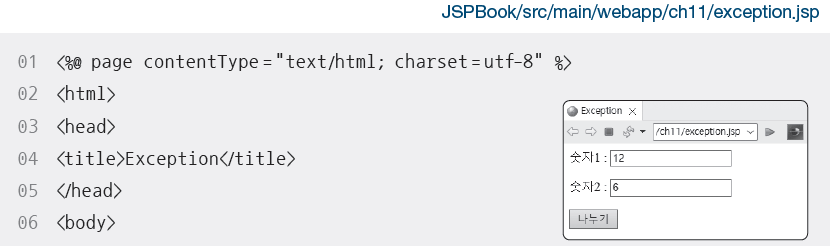 JSPBook/src/main/webapp/ch11/exception.jsp
01 <%@ page contentType="text/html; charset=utf-8" %>
02 <html>
03 <head>
04 <title>Exception</title>
05 </head>
06 <body>
Exception
/ch11/exception.jsp
숫자1 : 12
숫자2 : 6
나누기